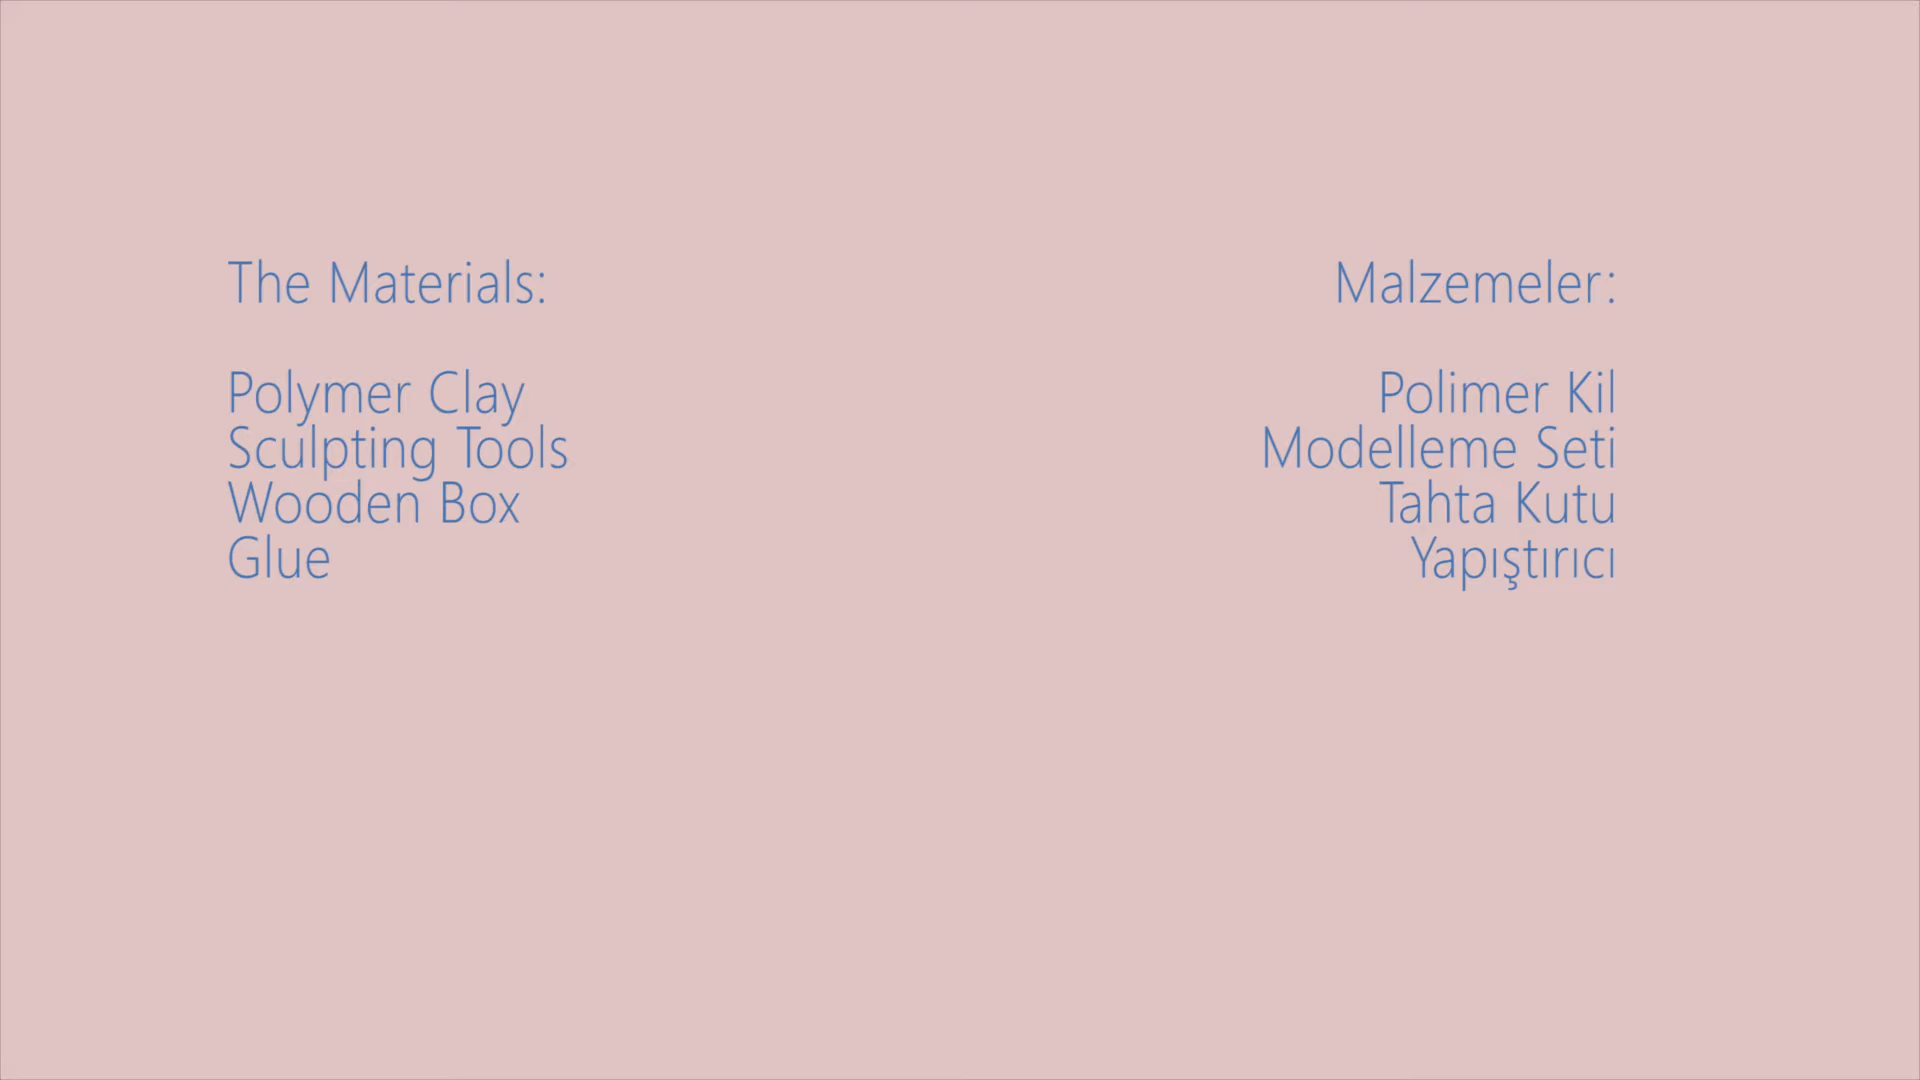 The Materials:
Polymer Clay
Sculpting Tools
Wooden Box
Glue
Malzemeler:
Polimer Kil
Modelleme Seti
Tahta Kutu
Yapıştırıcı